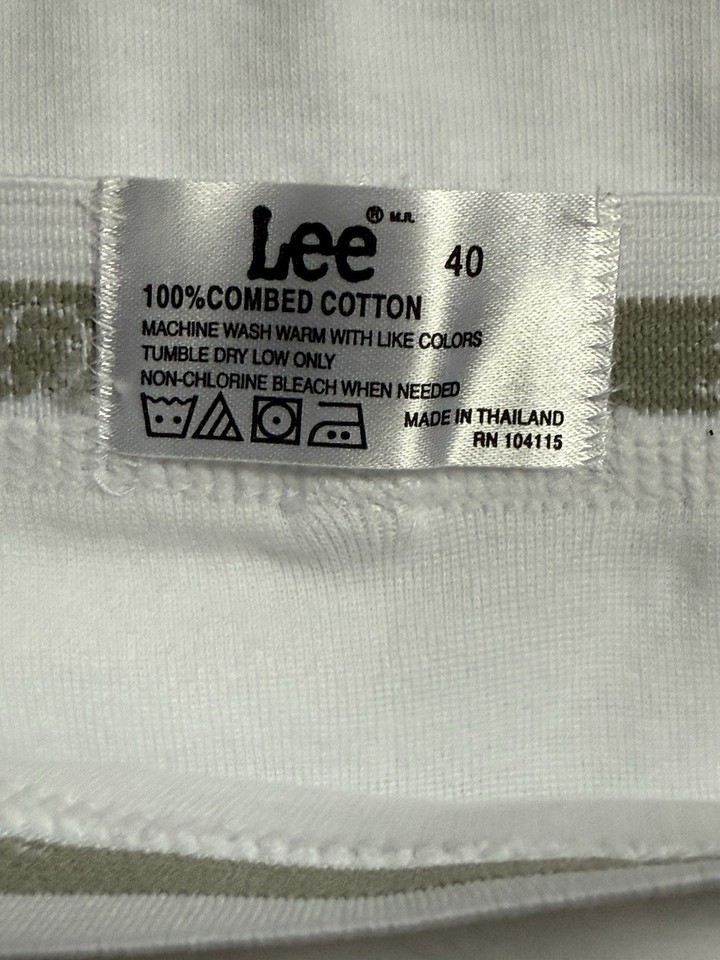 Lee® M.R. 40
100%COMBED COTTON
MACHINE WASH WARM WITH LIKE COLORS
TUMBLE DRY LOW ONLY
NON-CHLORINE BLEACH WHEN NEEDED
MADE IN THAILAND
RN 104115